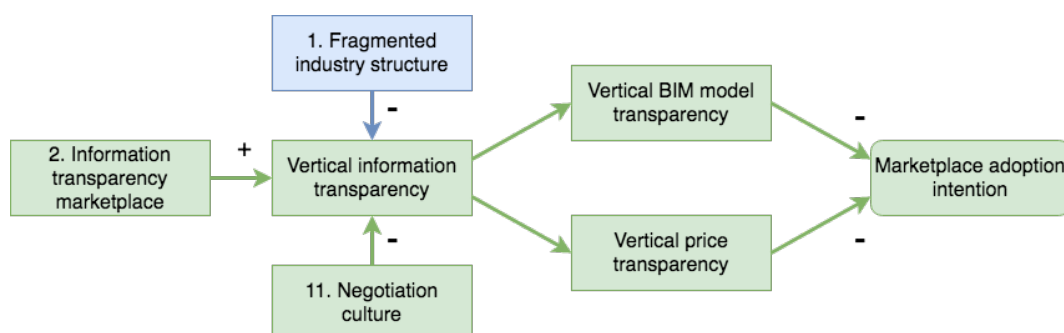 1. Fragmented
industry structure
-
Vertical BIM model
transparency
-
2. Information
transparency
marketplace
+
Vertical information
transparency
Marketplace adoption
intention
-
Vertical price
transparency
-
11. Negotiation
culture